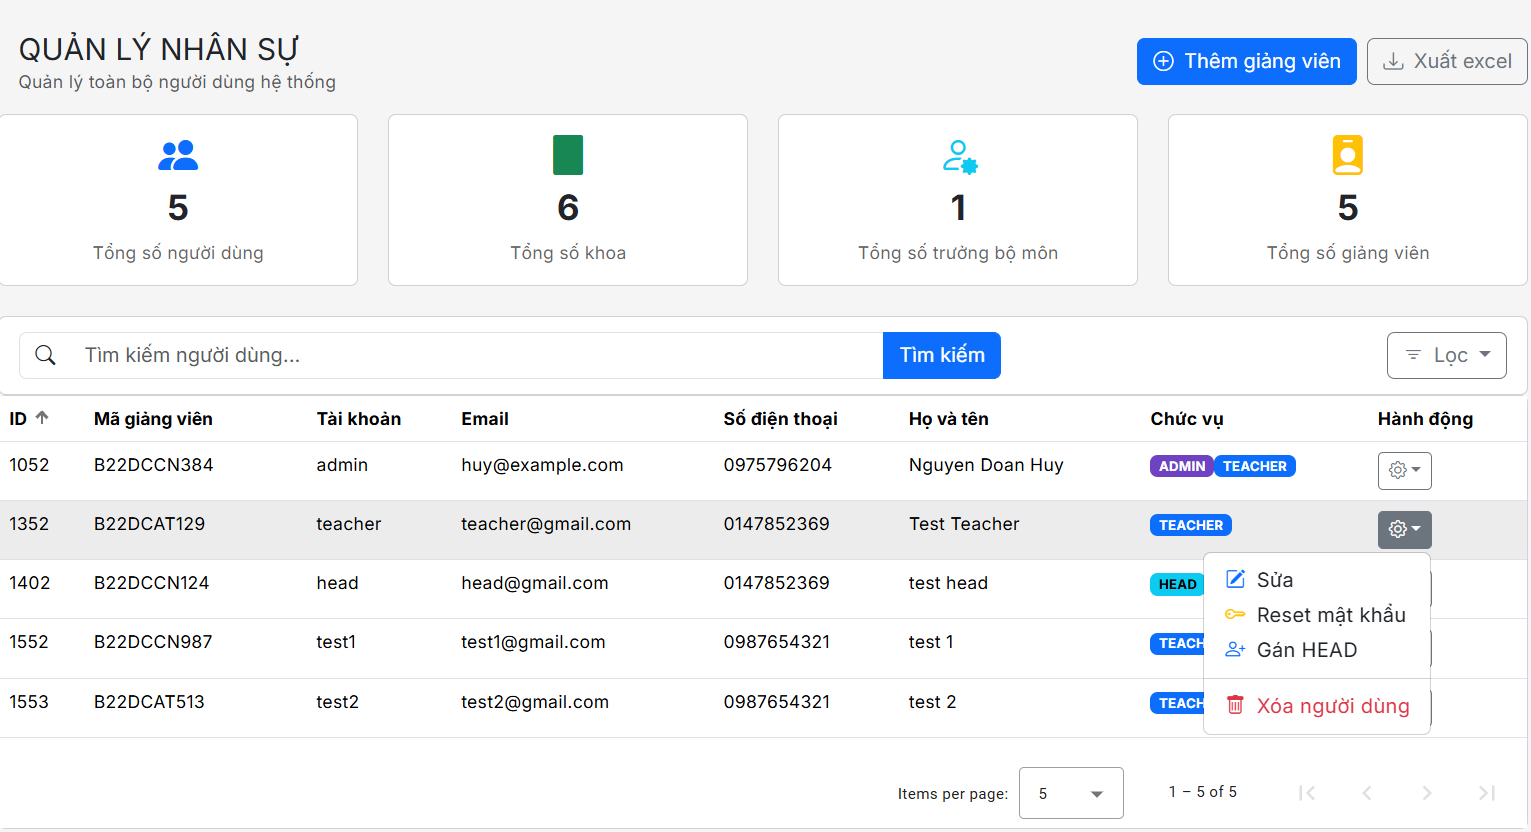 QUẢN LÝ NHÂN SỰ
Quản lý toàn bộ người dùng hệ thống
Thêm giảng viên
Xuất excel
5
Tổng số người dùng
6
Tổng số khoa
1
Tổng số trưởng bộ môn
5
Tổng số giảng viên
Tìm kiếm người dùng...
Tìm kiếm
Lọc
ID Mã giảng viên Tài khoản Email Số điện thoại Họ và tên Chức vụ Hành động
1052 B22DCCN384 admin huy@example.com 0975796204 Nguyen Doan Huy ADMIN TEACHER
1352 B22DCAT129 teacher teacher@gmail.com 0147852369 Test Teacher TEACHER
1402 B22DCCN124 head head@gmail.com 0147852369 test head HEAD
1552 B22DCCN987 test1 test1@gmail.com 0987654321 test 1 TEACH
1553 B22DCAT513 test2 test2@gmail.com 0987654321 test 2 TEACH
Sửa
Reset mật khẩu
Gán HEAD
Xóa người dùng
Items per page: 5 1 – 5 of 5